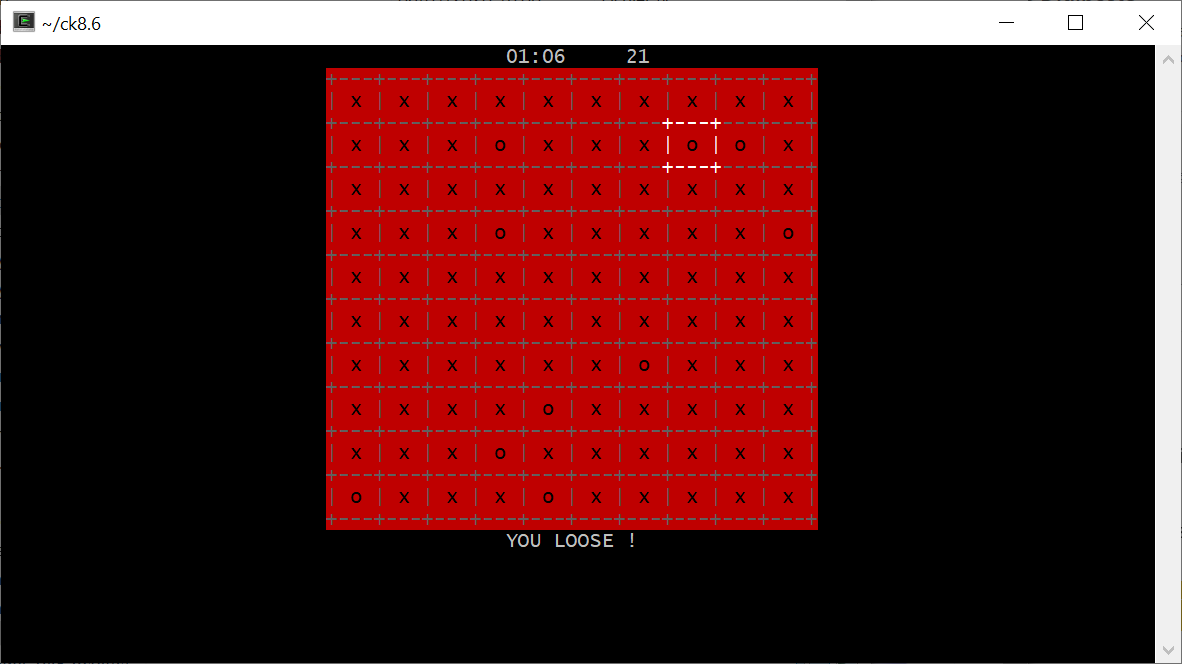 ~/ck8.6
01:06 21
+---+---+---+---+---+---+---+---+---+---+
| x | x | x | x | x | x | x | x | x | x |
+---+---+---+---+---+---+---+---+---+---+
| x | x | x | o | x | x | x | o | o | x |
+---+---+---+---+---+---+---+---+---+---+
| x | x | x | x | x | x | x | x | x | x |
+---+---+---+---+---+---+---+---+---+---+
| x | x | x | o | x | x | x | x | x | o |
+---+---+---+---+---+---+---+---+---+---+
| x | x | x | x | x | x | x | x | x | x |
+---+---+---+---+---+---+---+---+---+---+
| x | x | x | x | x | x | x | x | x | x |
+---+---+---+---+---+---+---+---+---+---+
| x | x | x | x | x | x | o | x | x | x |
+---+---+---+---+---+---+---+---+---+---+
| x | x | x | x | o | x | x | x | x | x |
+---+---+---+---+---+---+---+---+---+---+
| x | x | x | o | x | x | x | x | x | x |
+---+---+---+---+---+---+---+---+---+---+
| o | x | x | x | o | x | x | x | x | x |
+---+---+---+---+---+---+---+---+---+---+
YOU LOOSE !